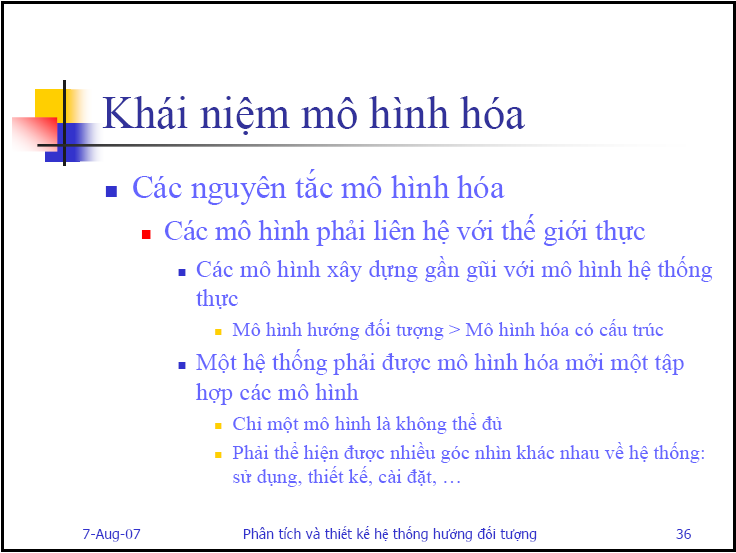 Khái niệm mô hình hóa
Các nguyên tắc mô hình hóa
Các mô hình phải liên hệ với thế giới thực
Các mô hình xây dựng gần gũi với mô hình hệ thống
thực
Mô hình hướng đối tượng > Mô hình hóa có cấu trúc
Một hệ thống phải được mô hình hóa mởi một tập
hợp các mô hình
Chỉ một mô hình là không thể đủ
Phải thể hiện được nhiều góc nhìn khác nhau về hệ thống:
sử dụng, thiết kế, cài đặt, …
7-Aug-07 Phân tích và thiết kế hệ thống hướng đối tượng 36